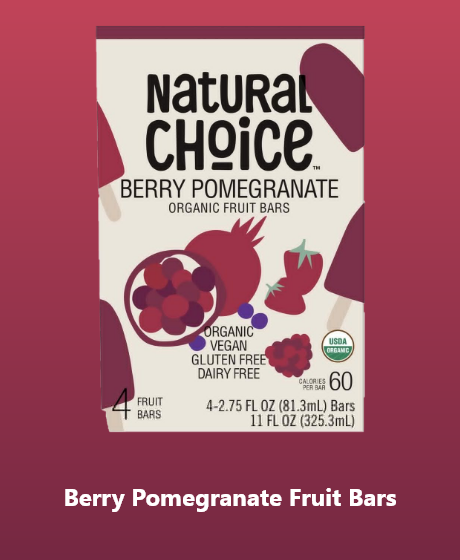 Natural
Choice™
BERRY POMEGRANATE
ORGANIC FRUIT BARS
ORGANIC
VEGAN
GLUTEN FREE
DAIRY FREE
USDA
ORGANIC
CALORIES
PER BAR 60
4 FRUIT
BARS
4-2.75 FL OZ (81.3mL) Bars
11 FL OZ (325.3mL)
Berry Pomegranate Fruit Bars